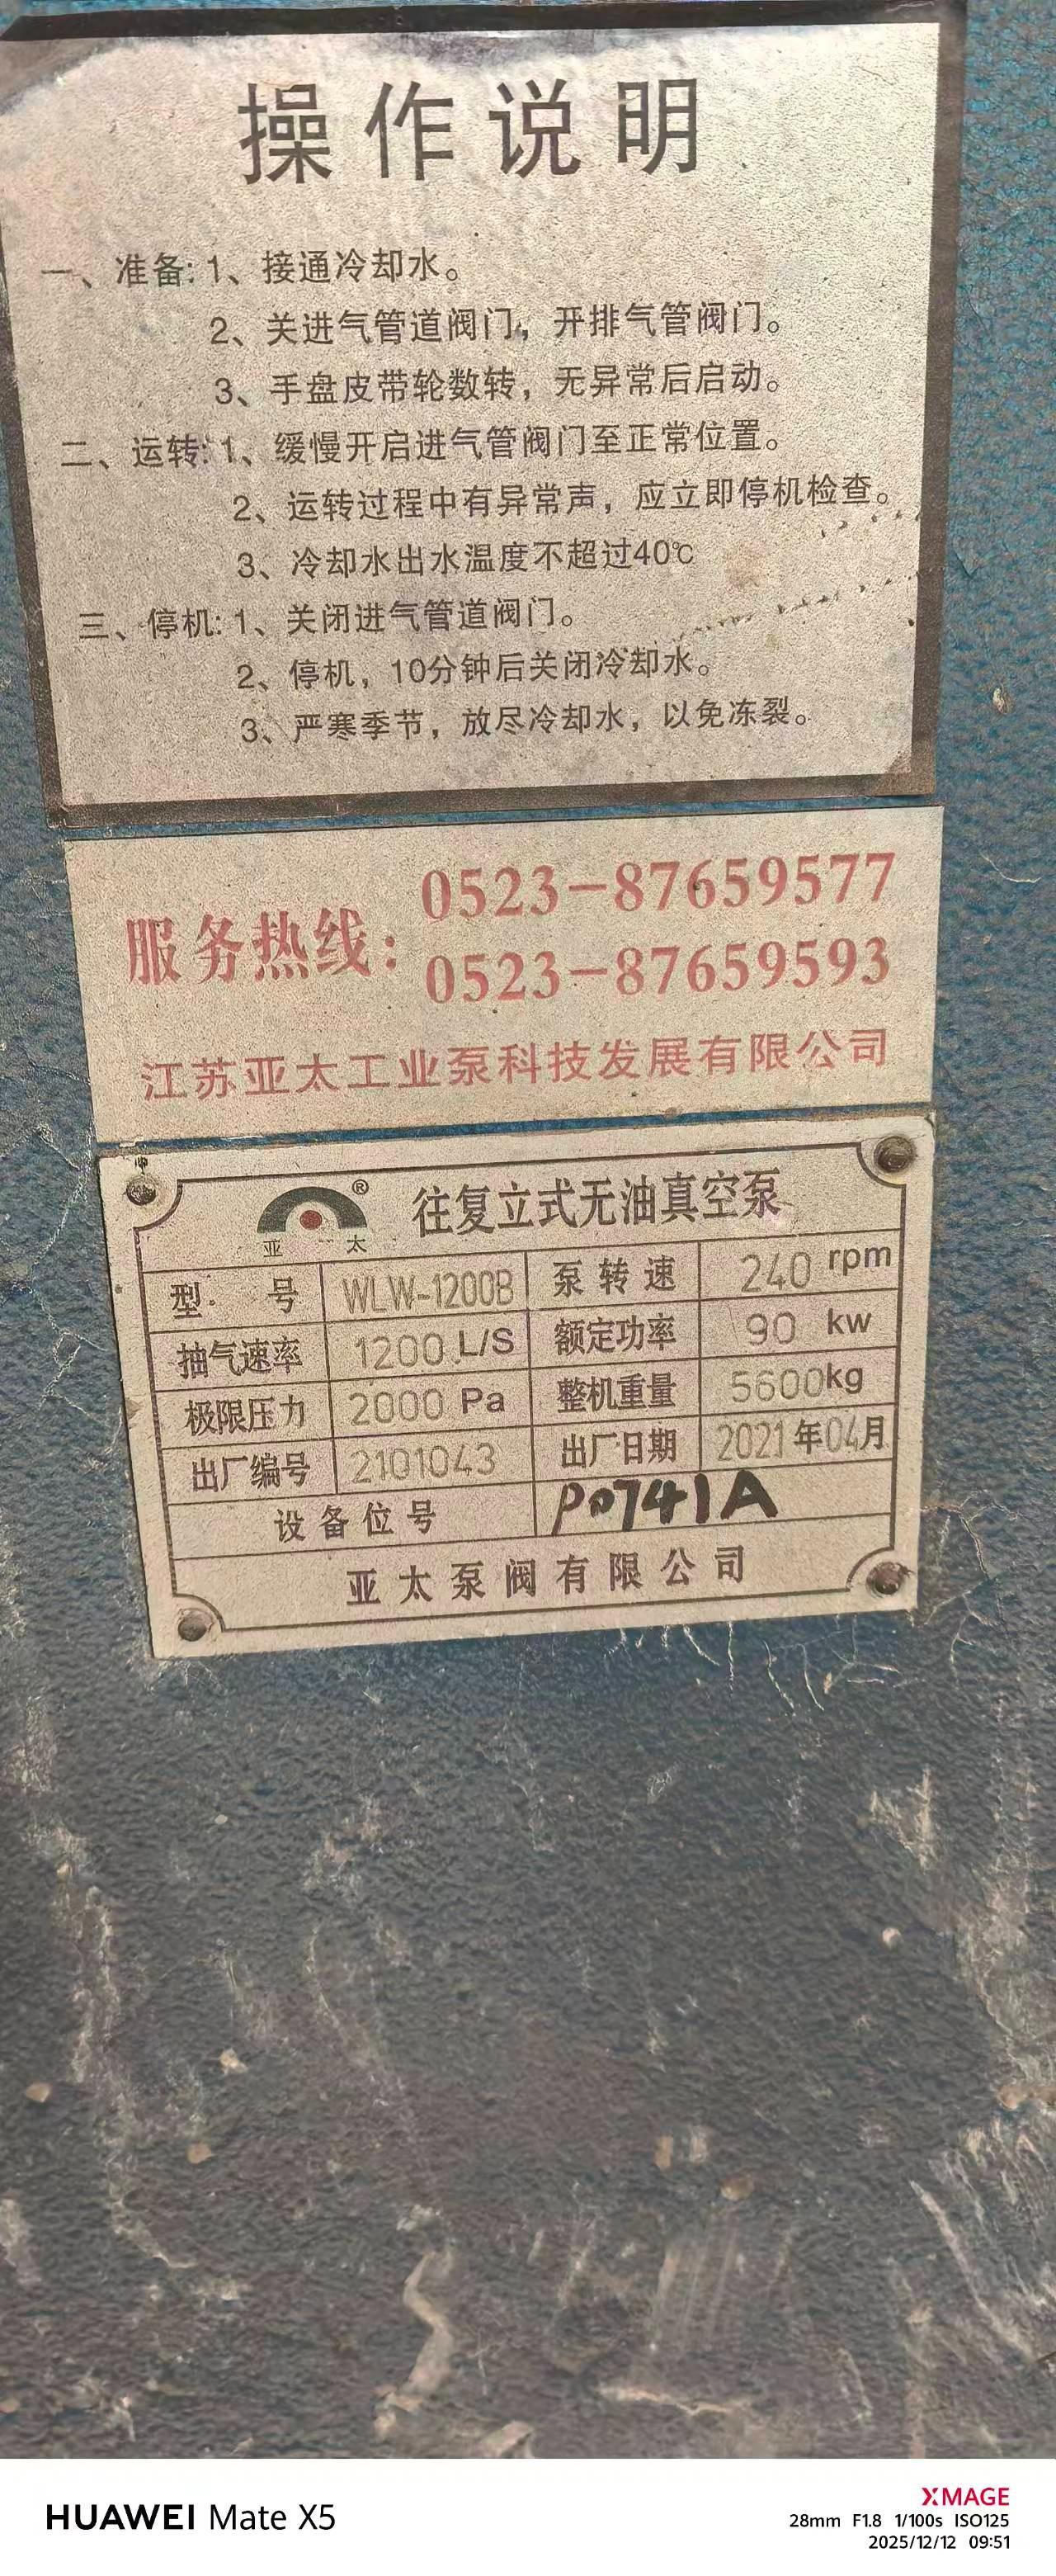 操作说明
一、准备:1、接通冷却水。
2、关进气管道阀门，开排气管阀门。
3、手盘皮带轮数转，无异常后启动。
二、运转:1、缓慢开启进气管阀门至正常位置。
2、运转过程中有异常声，应立即停机检查。
3、冷却水出水温度不超过40℃
三、停机:1、关闭进气管道阀门。
2、停机，10分钟后关闭冷却水。
3、严寒季节，放尽冷却水，以免冻裂。
服务热线: 0523-87659577
0523-87659593
江苏亚太工业泵科技发展有限公司
亚太 ® 往复立式无油真空泵
型号 WLW-1200B 泵转速 240 rpm
抽气速率 1200 L/S 额定功率 90 kw
极限压力 2000 Pa 整机重量 5600kg
出厂编号 2101043 出厂日期 2021年04月
设备位号 P0741A
亚太泵阀有限公司
HUAWEI Mate X5
XMAGE
28mm F1.8 1/100s ISO125
2025/12/12 09:51